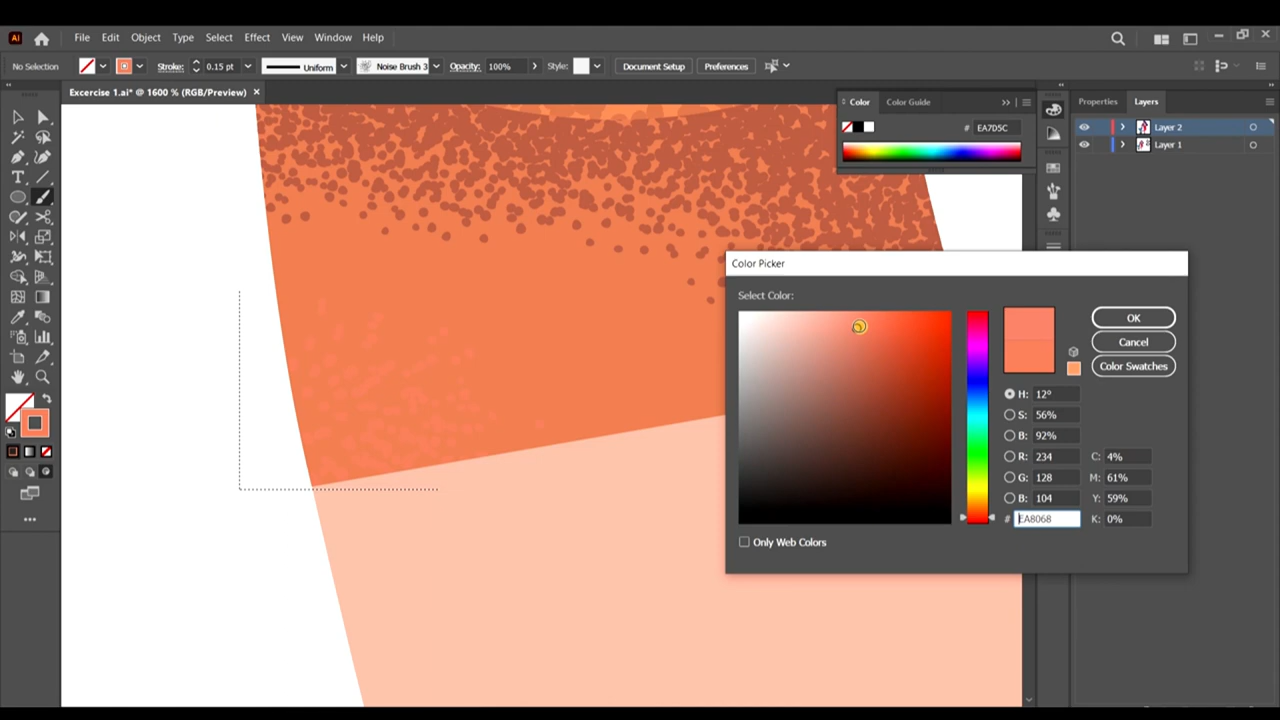 Ai File Edit Object Type Select Effect View Window Help
No Selection Stroke: 0.15 pt Uniform Noise Brush 3 Opacity: 100% Style: Document Setup Preferences
Excercise 1.ai* @ 1600 % (RGB/Preview)
Color Color Guide
# EA7D5C
Properties Layers
Layer 2
Layer 1
Color Picker
Select Color:
OK
Cancel
Color Swatches
H: 12º
S: 56%
B: 92%
R: 234 C: 4%
G: 128 M: 61%
B: 104 Y: 59%
# EA8068 K: 0%
Only Web Colors